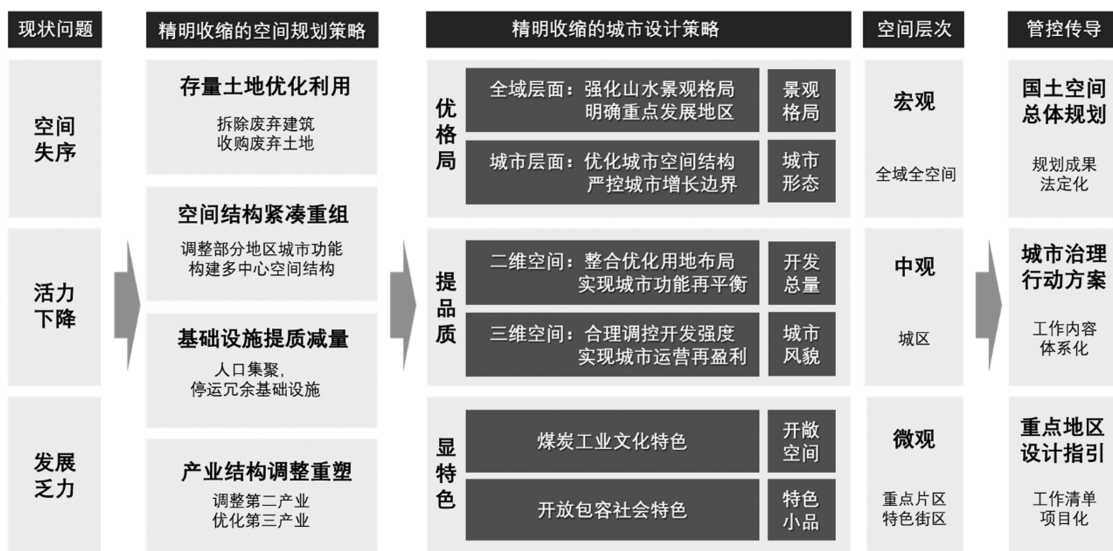 现状问题
空间
失序
活力
下降
发展
乏力
精明收缩的空间规划策略
存量土地优化利用
拆除废弃建筑
收购废弃土地
空间结构紧凑重组
调整部分地区城市功能
构建多中心空间结构
基础设施提质减量
人口集聚,
停运冗余基础设施
产业结构调整重塑
调整第二产业
优化第三产业
精明收缩的城市设计策略
优格局
全域层面：强化山水景观格局
明确重点发展地区
景观
格局
城市层面：优化城市空间结构
严控城市增长边界
城市
形态
提品质
二维空间：整合优化用地布局
实现城市功能再平衡
开发
总量
三维空间：合理调控开发强度
实现城市运营再盈利
城市
风貌
显特色
煤炭工业文化特色
开敞
空间
开放包容社会特色
特色
小品
空间层次
宏观
全域全空间
中观
城区
微观
重点片区
特色街区
管控传导
国土空间
总体规划
规划成果
法定化
城市治理
行动方案
工作内容
体系化
重点地区
设计指引
工作清单
项目化